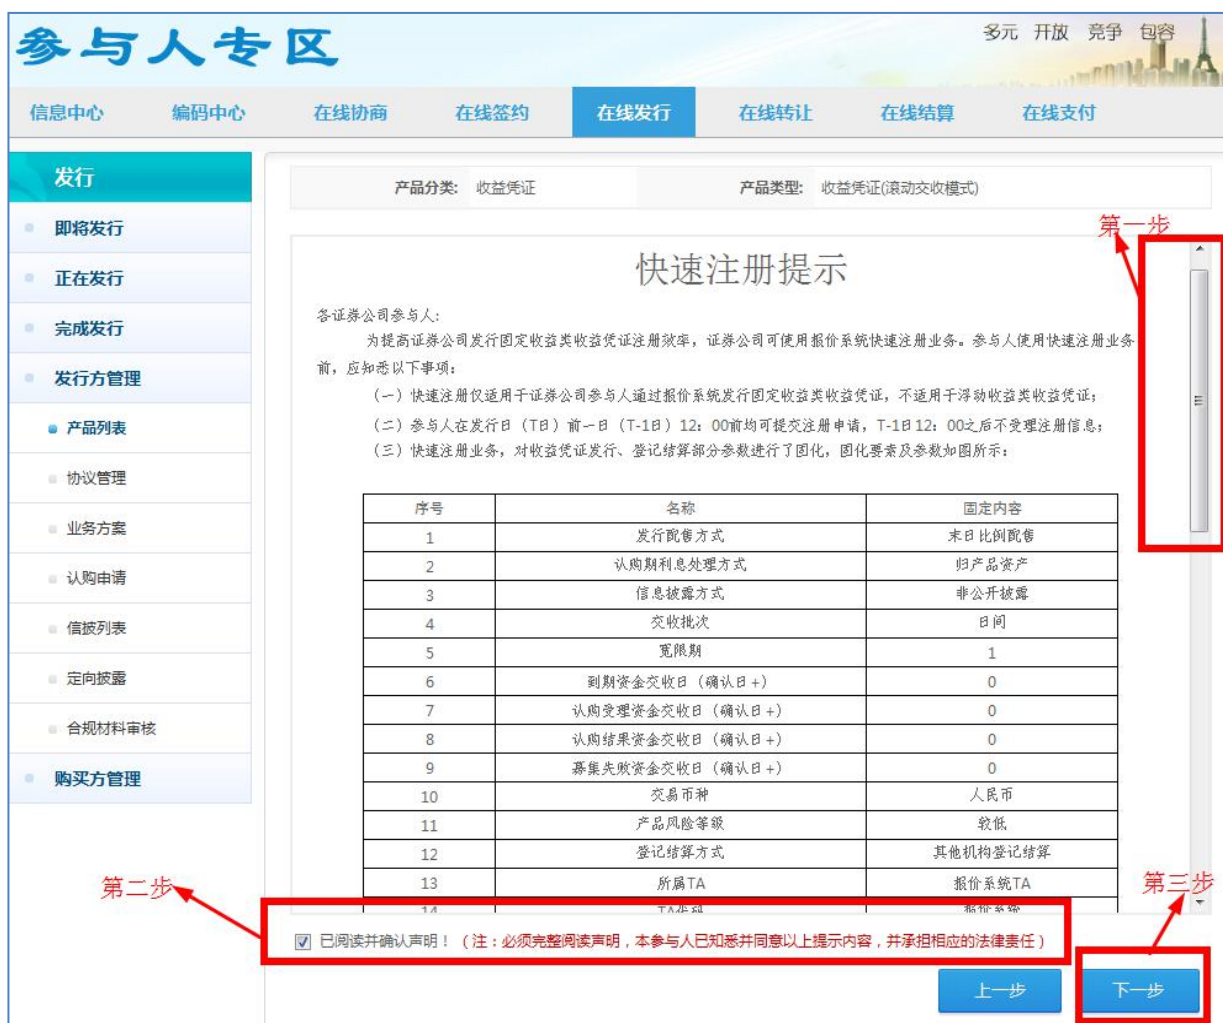 参与人专区
多元 开放 竞争 包容
信息中心 编码中心 在线协商 在线签约 在线发行 在线转让 在线结算 在线支付
发行
即将发行
正在发行
完成发行
发行方管理
产品列表
协议管理
业务方案
认购申请
信披列表
定向披露
合规材料审核
购买方管理
产品分类: 收益凭证 产品类型: 收益凭证(滚动交收模式)
第一步
快速注册提示
各证券公司参与人:
为提高证券公司发行固定收益类收益凭证注册效率，证券公司可使用报价系统快速注册业务。参与人使用快速注册业务
前，应知悉以下事项:
（一）快速注册仅适用于证券公司参与人通过报价系统发行固定收益类收益凭证，不适用于浮动收益类收益凭证;
（二）参与人在发行日（T日）前一日（T-1日）12：00前均可提交注册申请，T-1日12：00之后不受理注册信息;
（三）快速注册业务，对收益凭证发行、登记结算部分参数进行了固化，固化要素及参数如图所示:
序号 名称 固定内容
1 发行配售方式 末日比例配售
2 认购期利息处理方式 归产品资产
3 信息披露方式 非公开披露
4 交收批次 日间
5 宽限期 1
6 到期资金交收日（确认日+） 0
7 认购受理资金交收日（确认日+） 0
8 认购结果资金交收日（确认日+） 0
9 募集失败资金交收日（确认日+） 0
10 交易币种 人民币
11 产品风险等级 较低
12 登记结算方式 其他机构登记结算
13 所属TA 报价系统TA
14 TA代码 报价系统
第二步
第三步
已阅读并确认声明！（注：必须完整阅读声明，本参与人已知悉并同意以上提示内容，并承担相应的法律责任）
上一步 下一步